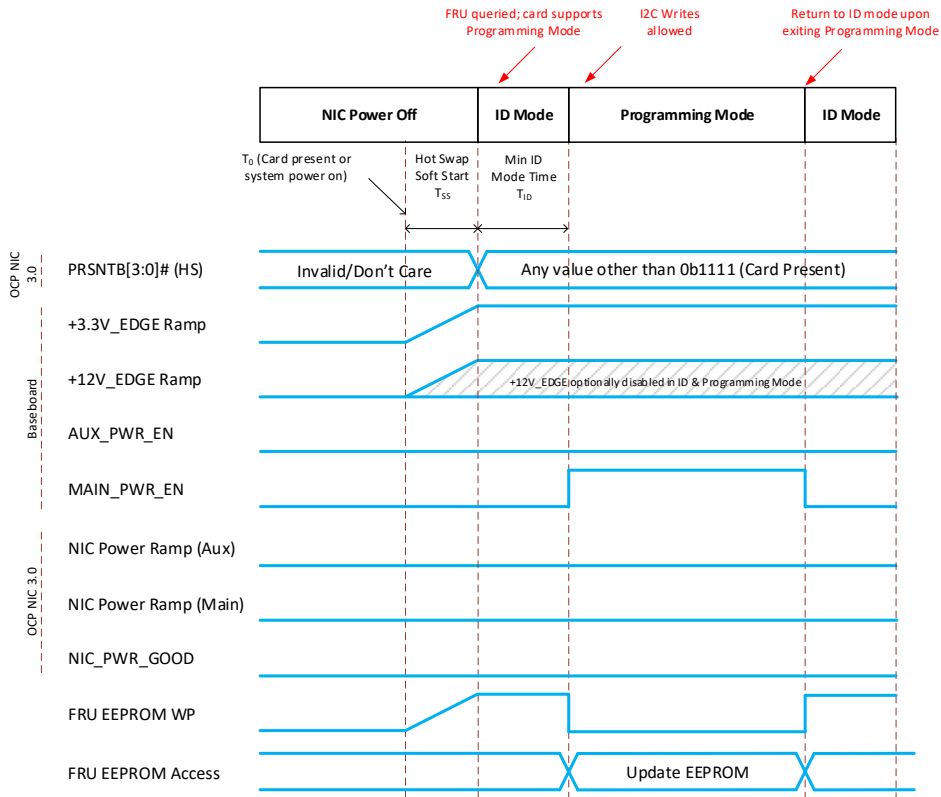 FRU queried; card supports
Programming Mode
I2C Writes
allowed
Return to ID mode upon
exiting Programming Mode
NIC Power Off
ID Mode
Programming Mode
ID Mode
T0 (Card present or
system power on)
Hot Swap
Soft Start
TSS
Min ID
Mode Time
TID
OCP NIC
3.0
PRSNTB[3:0]# (HS)
Invalid/Don't Care
Any value other than 0b1111 (Card Present)
Baseboard
+3.3V_EDGE Ramp
+12V_EDGE Ramp
+12V_EDGE optionally disabled in ID & Programming Mode
AUX_PWR_EN
MAIN_PWR_EN
OCP NIC 3.0
NIC Power Ramp (Aux)
NIC Power Ramp (Main)
NIC_PWR_GOOD
FRU EEPROM WP
FRU EEPROM Access
Update EEPROM